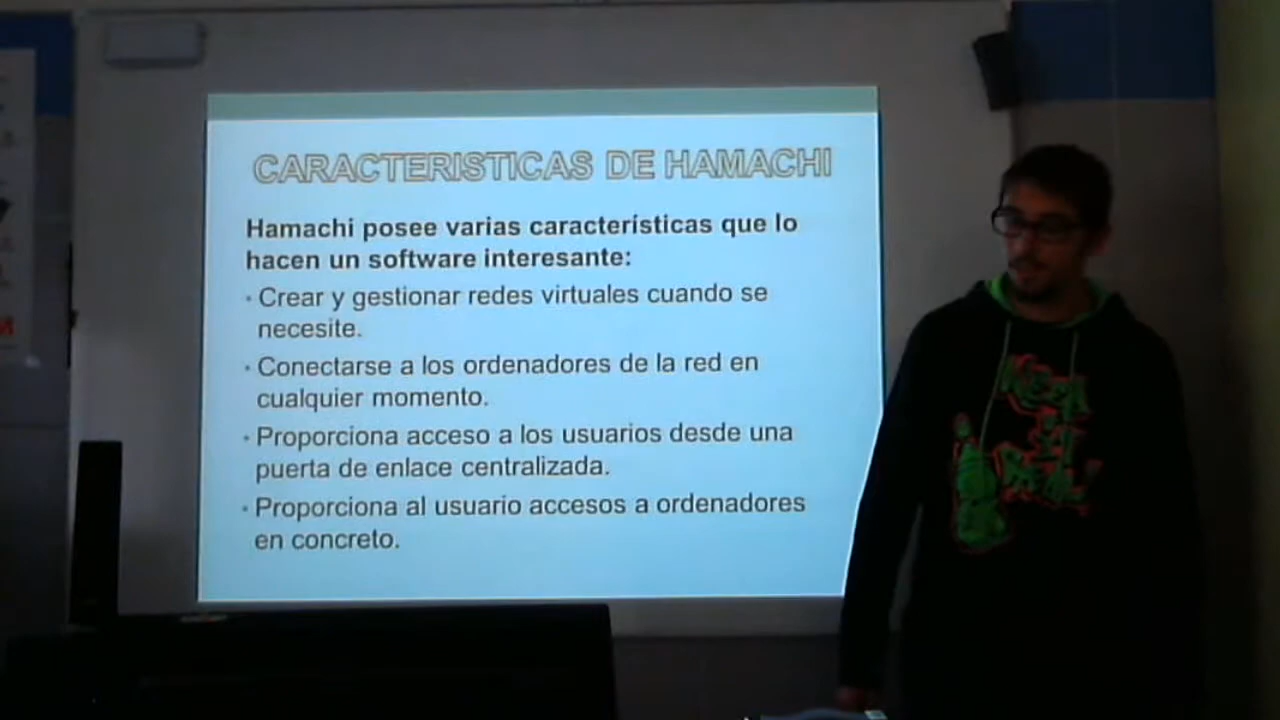 CARACTERISTICAS DE HAMACHI
Hamachi posee varias características que lo
hacen un software interesante:
· Crear y gestionar redes virtuales cuando se
necesite.
· Conectarse a los ordenadores de la red en
cualquier momento.
· Proporciona acceso a los usuarios desde una
puerta de enlace centralizada.
· Proporciona al usuario accesos a ordenadores
en concreto.